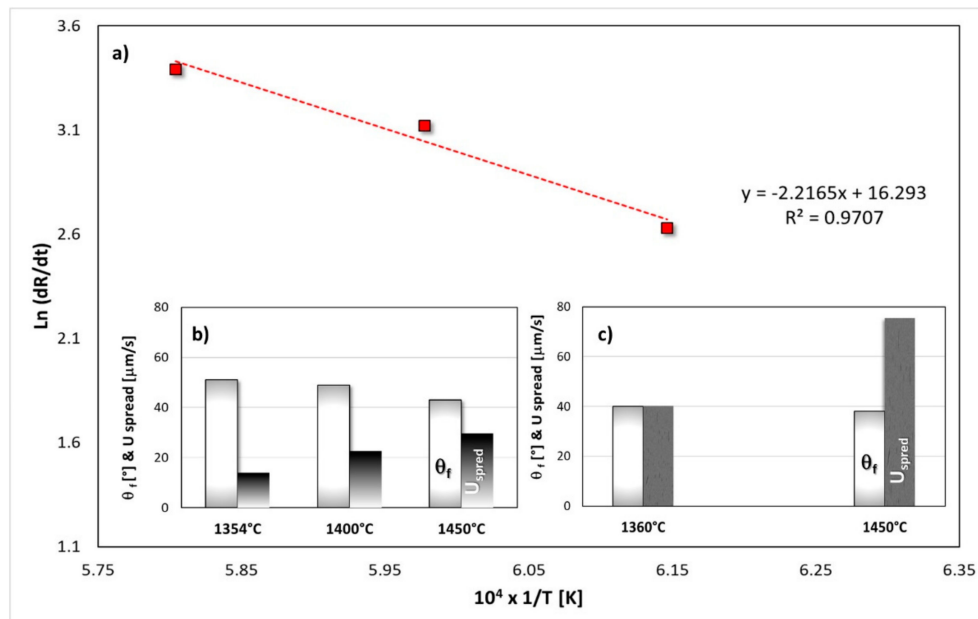 a)
3.6
3.1
2.6
2.1
1.6
1.1
Ln (dR/dt)
y = -2.2165x + 16.293
R² = 0.9707
b)
80
60
40
20
0
θ f [°] & U spread [μm/s]
θf
Uspred
1354°C 1400°C 1450°C
c)
80
60
40
20
0
θ f [°] & U spread [μm/s]
θf
Uspred
1360°C 1450°C
5.75 5.85 5.95 6.05 6.15 6.25 6.35
10⁴ x 1/T [K]